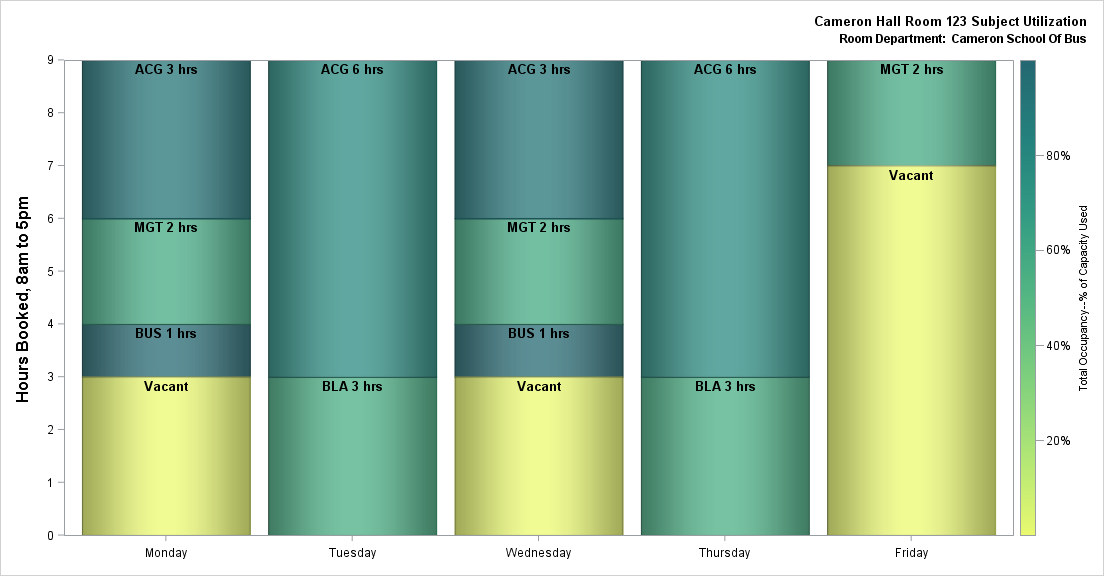 Cameron Hall Room 123 Subject Utilization
Room Department: Cameron School Of Bus
Hours Booked, 8am to 5pm
9
8
7
6
5
4
3
2
1
0
ACG 3 hrs
MGT 2 hrs
BUS 1 hrs
Vacant
ACG 6 hrs
BLA 3 hrs
ACG 3 hrs
MGT 2 hrs
BUS 1 hrs
Vacant
ACG 6 hrs
BLA 3 hrs
MGT 2 hrs
Vacant
Monday
Tuesday
Wednesday
Thursday
Friday
80%
60%
40%
20%
Total Occupancy--% of Capacity Used